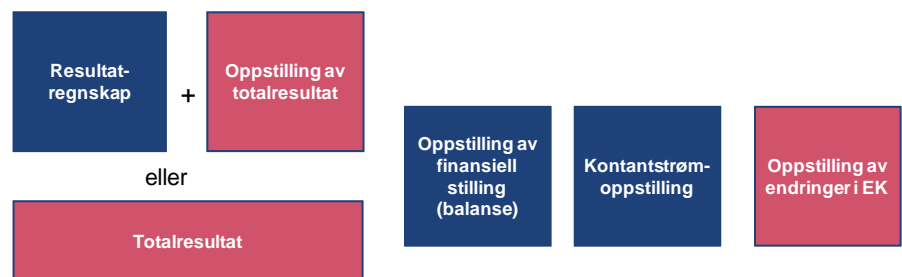 Resultat-
regnskap
+
Oppstilling av
totalresultat
eller
Totalresultat
Oppstilling av
finansiell
stilling
(balanse)
Kontantstrøm-
oppstilling
Oppstilling av
endringer i EK